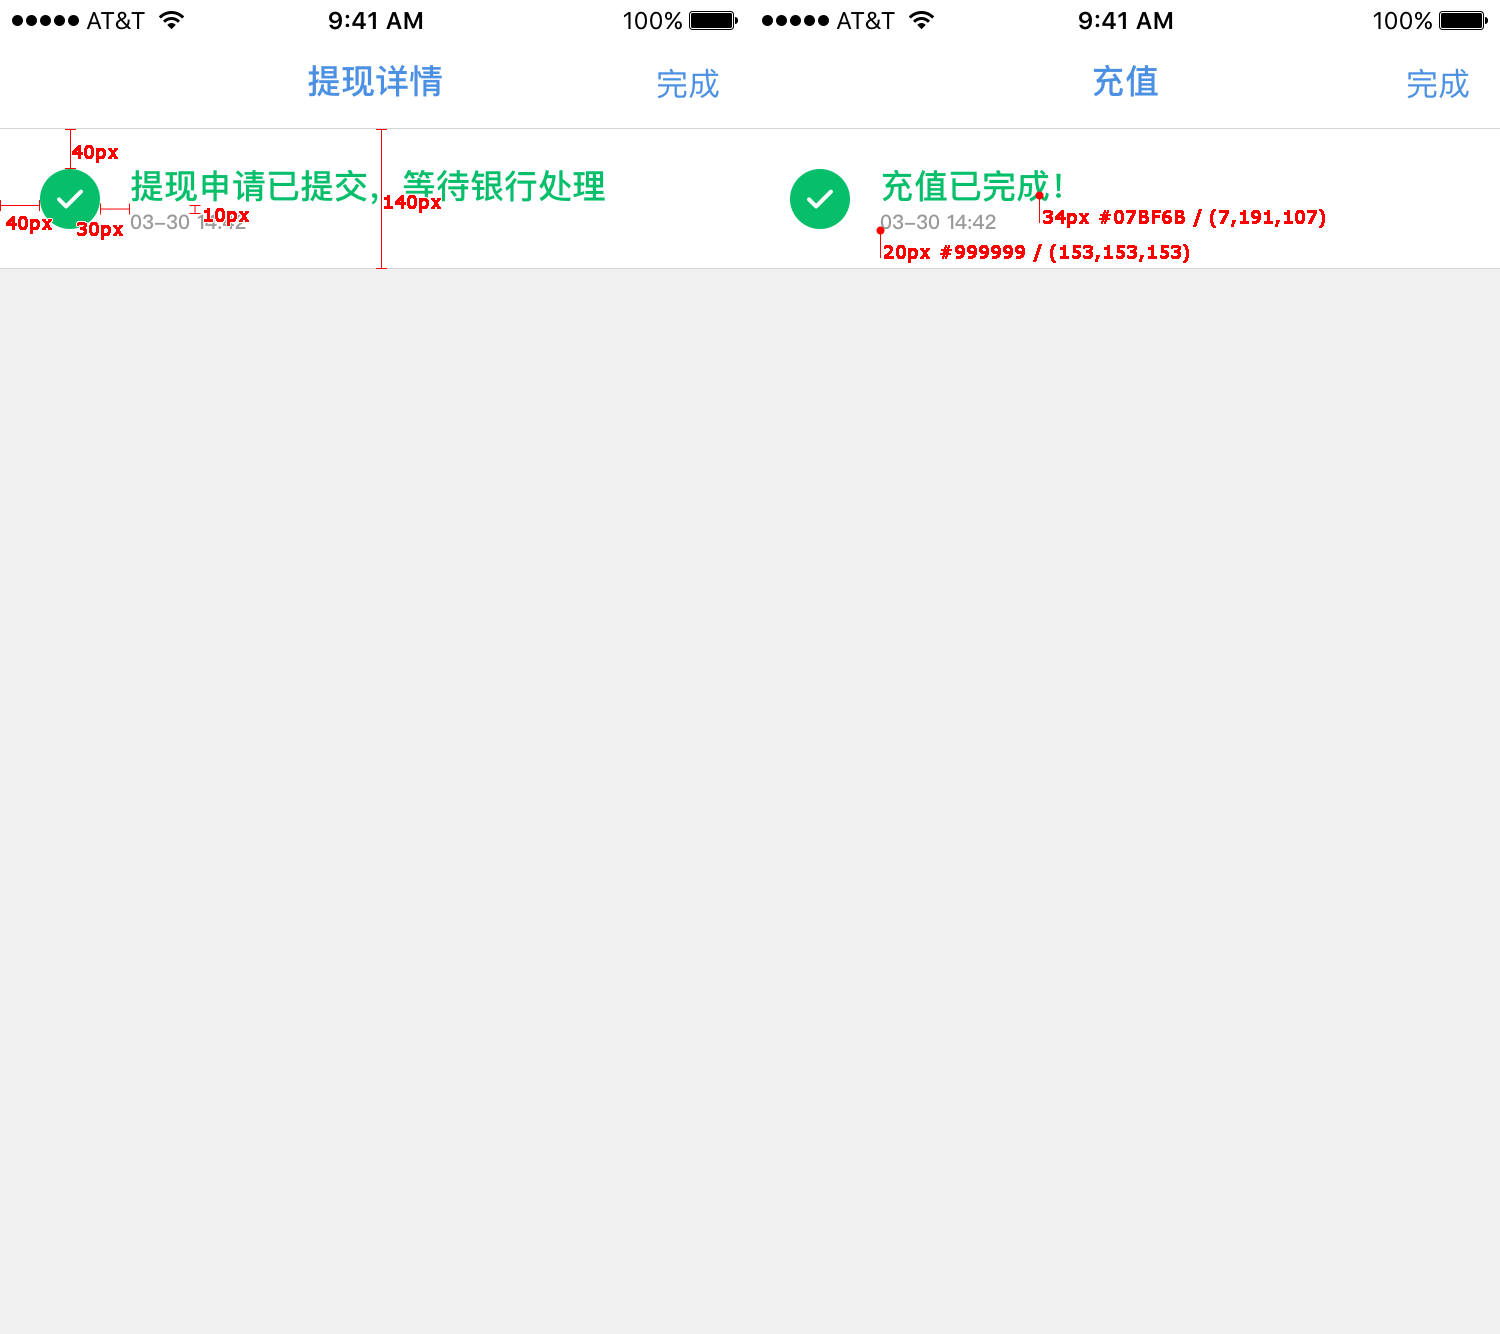 AT&T 9:41 AM 100%
提现详情 完成
40px
提现申请已提交，等待银行处理
140px
03-30 14:42
10px
40px
30px
AT&T 9:41 AM 100%
充值 完成
充值已完成！
34px #07BF6B / (7,191,107)
03-30 14:42
20px #999999 / (153,153,153)